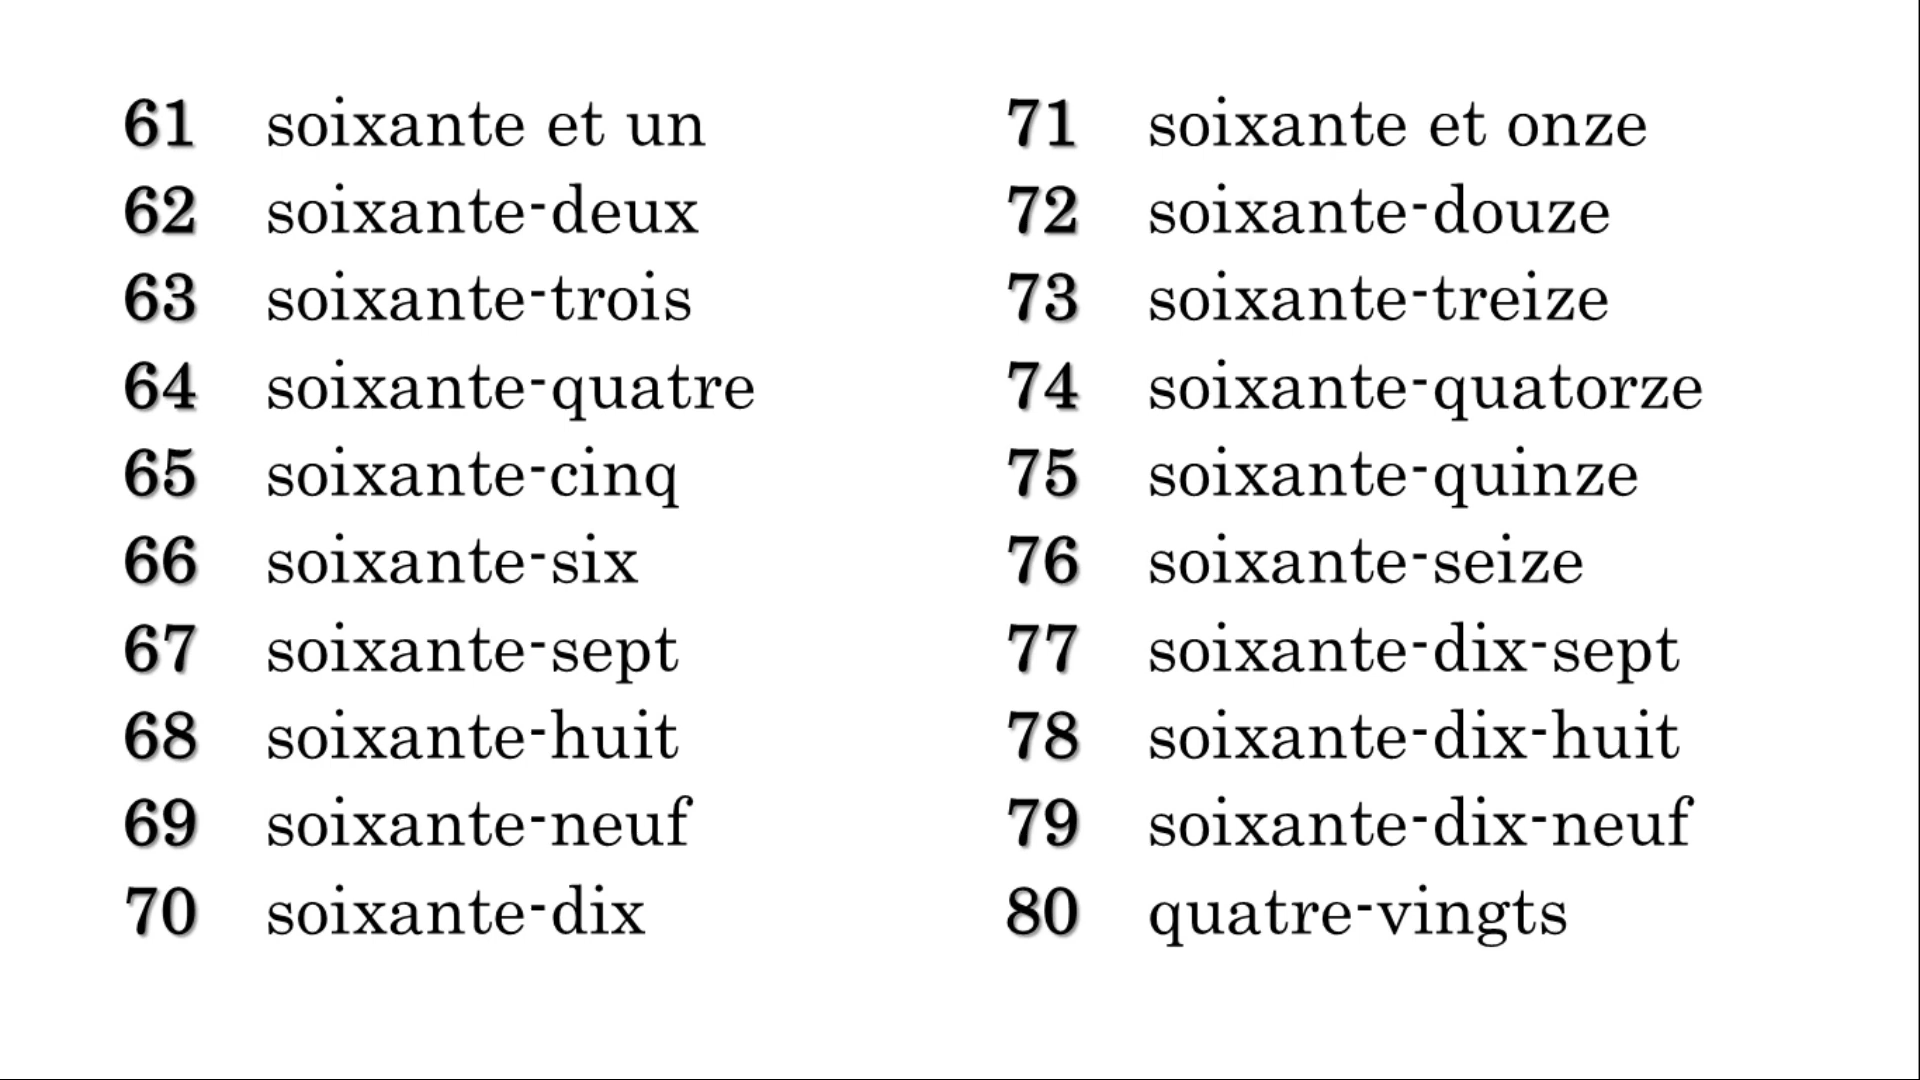 61 soixante et un
62 soixante-deux
63 soixante-trois
64 soixante-quatre
65 soixante-cinq
66 soixante-six
67 soixante-sept
68 soixante-huit
69 soixante-neuf
70 soixante-dix
71 soixante et onze
72 soixante-douze
73 soixante-treize
74 soixante-quatorze
75 soixante-quinze
76 soixante-seize
77 soixante-dix-sept
78 soixante-dix-huit
79 soixante-dix-neuf
80 quatre-vingts